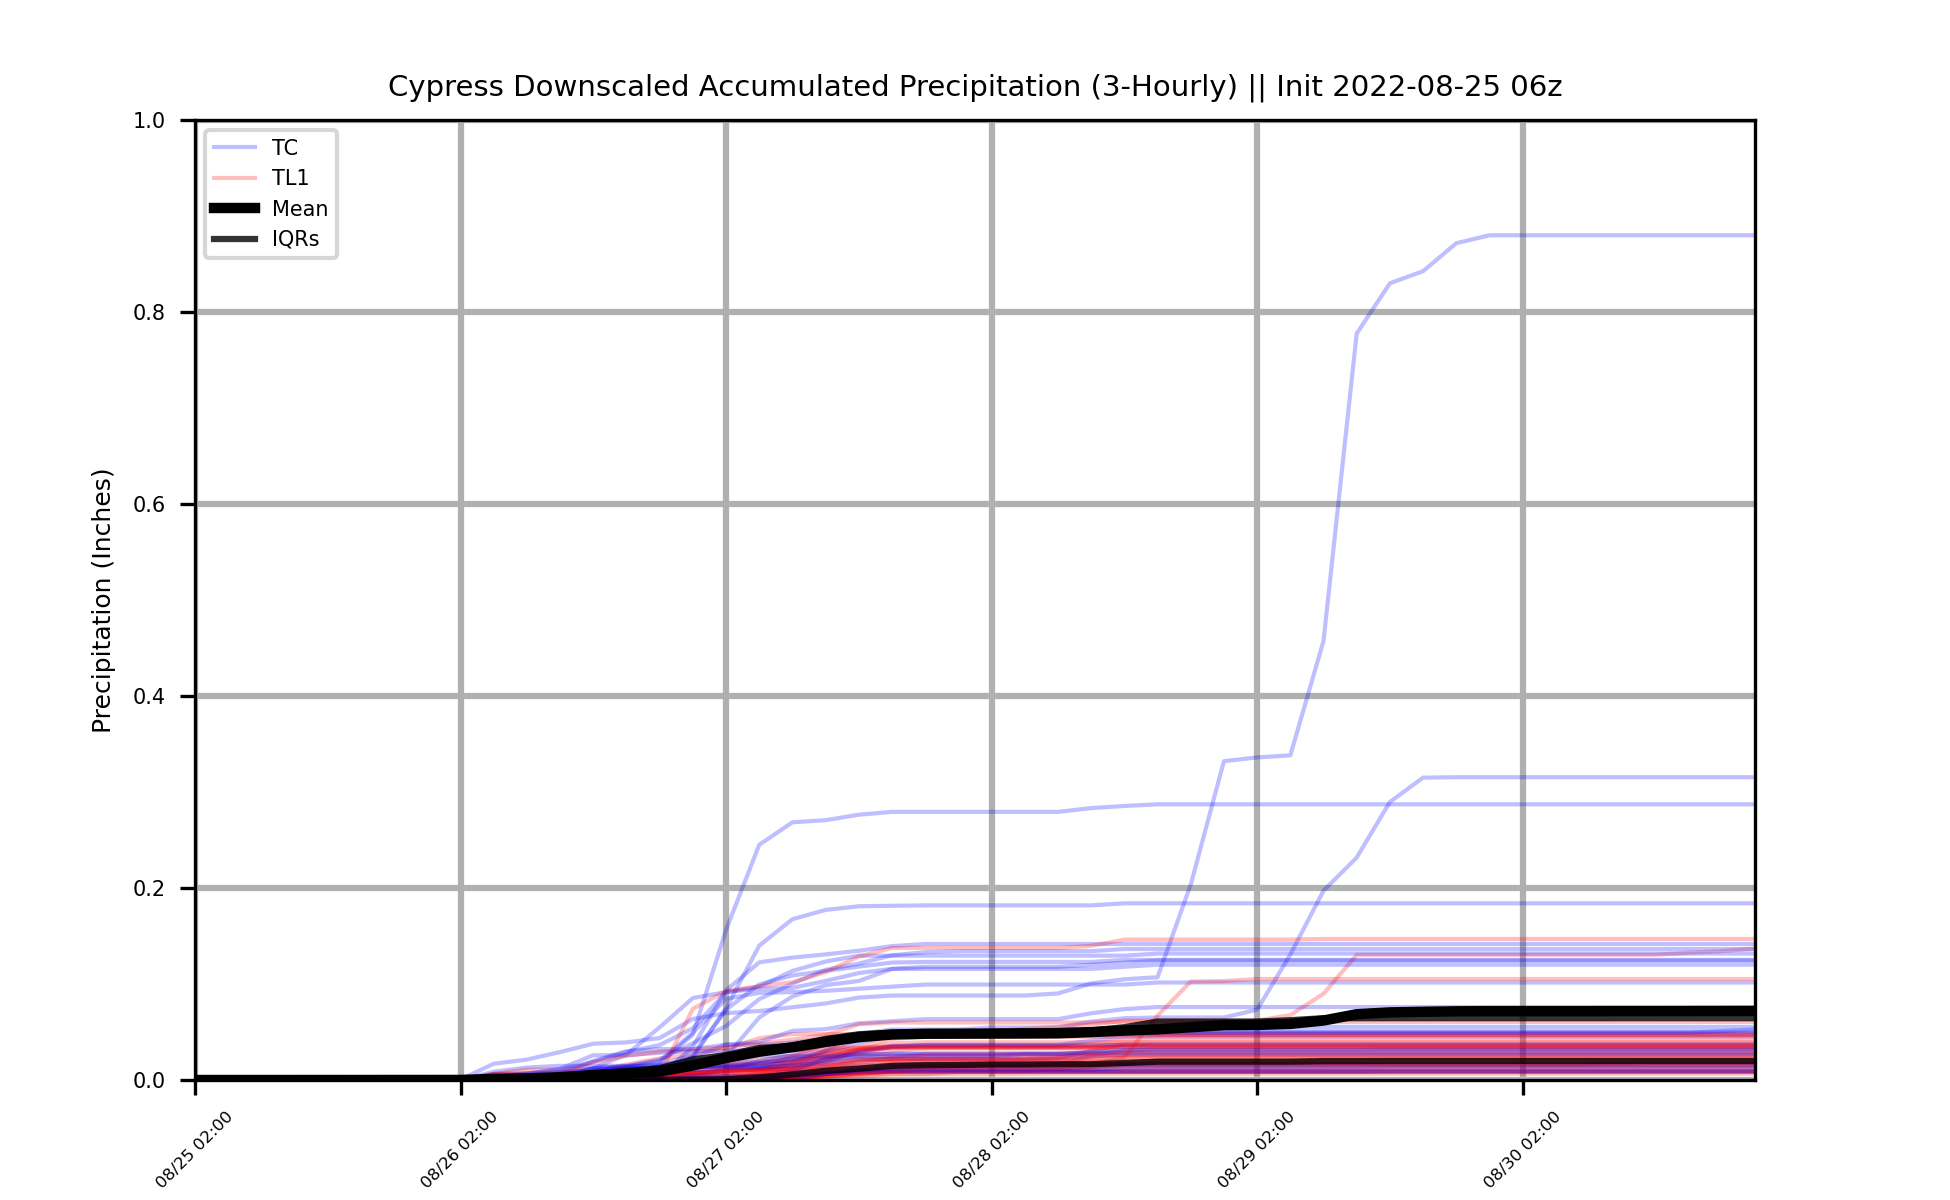 Cypress Downscaled Accumulated Precipitation (3-Hourly) || Init 2022-08-25 06z
TC
TL1
Mean
IQRs
Precipitation (Inches)
1.0
0.8
0.6
0.4
0.2
0.0
08/25 02:00
08/26 02:00
08/27 02:00
08/28 02:00
08/29 02:00
08/30 02:00